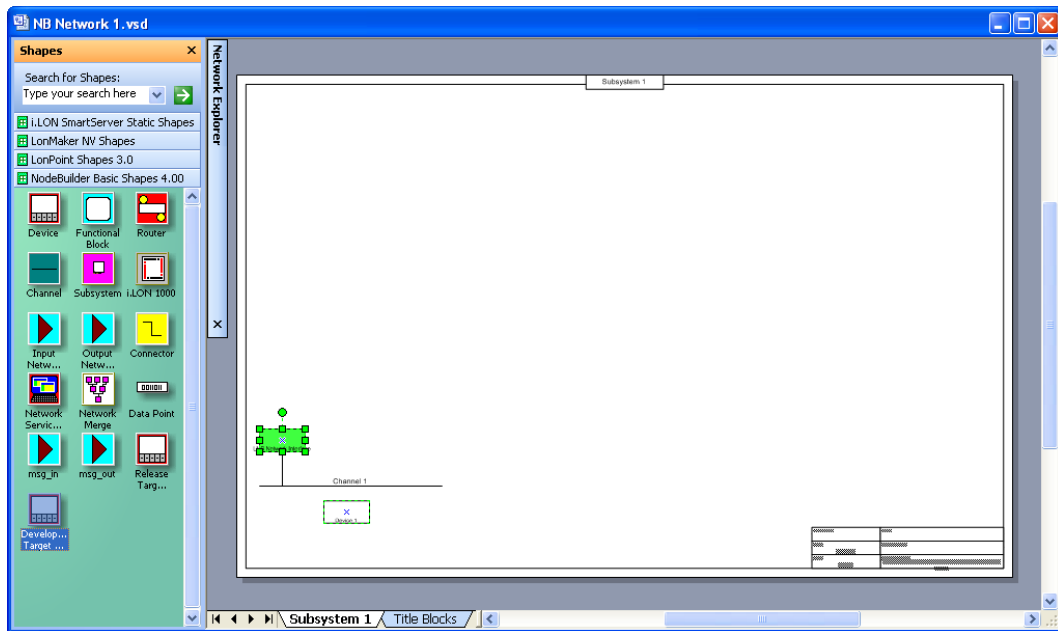 NB Network 1.vsd
Shapes
Search for Shapes:
Type your search here
i.LON SmartServer Static Shapes
LonMaker NV Shapes
LonPoint Shapes 3.0
NodeBuilder Basic Shapes 4.00
Device
Functional
Block
Router
Channel
Subsystem
i.LON 1000
Input
Netw...
Output
Netw...
Connector
Network
Servic...
Network
Merge
Data Point
msg_in
msg_out
Release
Targ...
Develop...
Target ...
Network Explorer
Subsystem 1
Channel 1
Device 1
Subsystem 1
Title Blocks